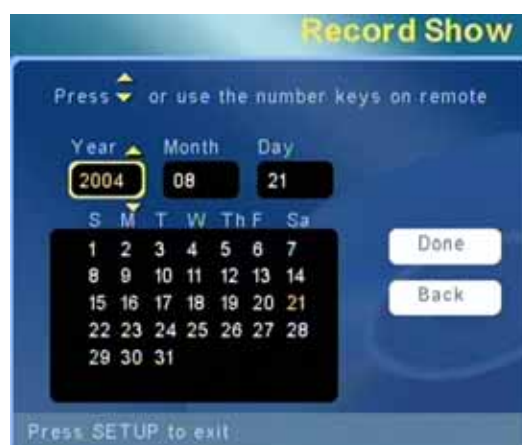 Record Show
Press or use the number keys on remote
Year Month Day
2004 08 21
S M T W Th F Sa
1 2 3 4 5 6 7
8 9 10 11 12 13 14
15 16 17 18 19 20 21
22 23 24 25 26 27 28
29 30 31
Done
Back
Press SETUP to exit